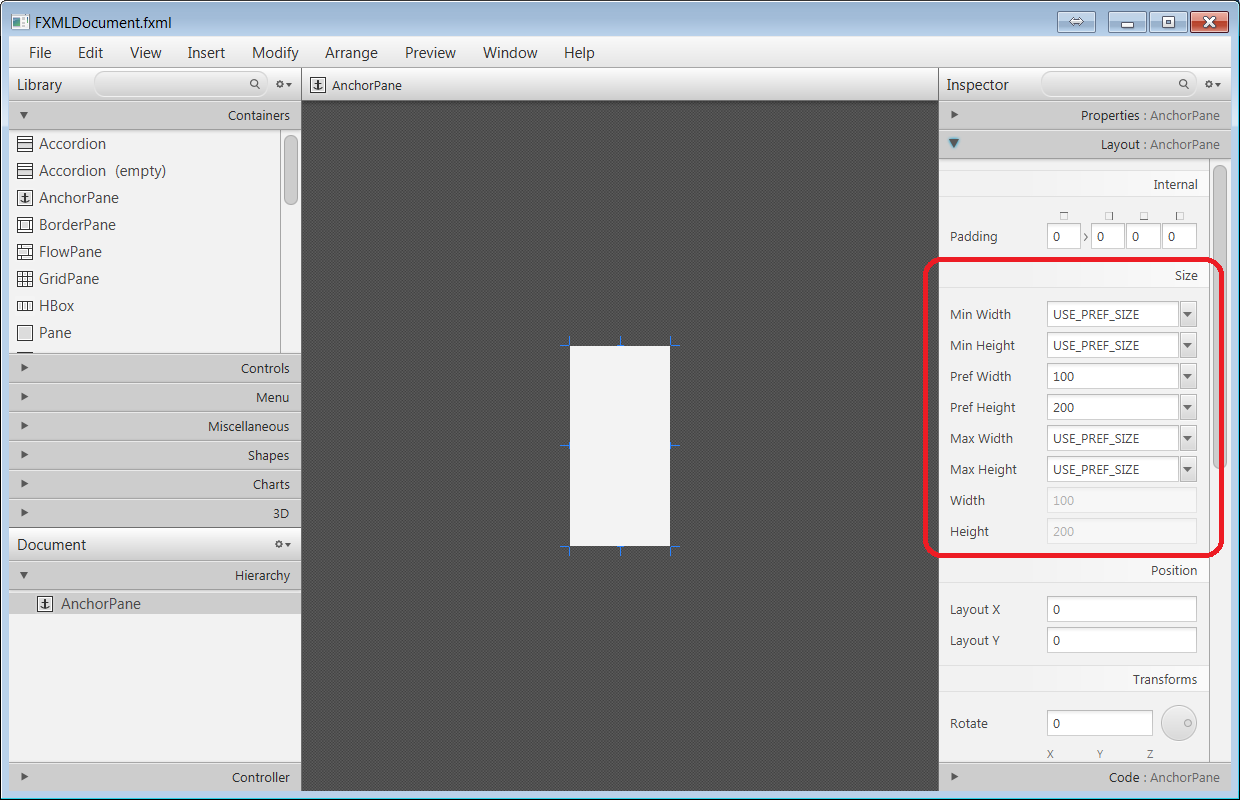 FXMLDocument.fxml
File Edit View Insert Modify Arrange Preview Window Help
Library
AnchorPane
Inspector
Containers
Accordion
Accordion (empty)
AnchorPane
BorderPane
FlowPane
GridPane
HBox
Pane
Controls
Menu
Miscellaneous
Shapes
Charts
3D
Document
Hierarchy
AnchorPane
Controller
Properties : AnchorPane
Layout : AnchorPane
Internal
Padding 0 0 0 0
Size
Min Width USE_PREF_SIZE
Min Height USE_PREF_SIZE
Pref Width 100
Pref Height 200
Max Width USE_PREF_SIZE
Max Height USE_PREF_SIZE
Width 100
Height 200
Position
Layout X 0
Layout Y 0
Transforms
Rotate 0
X Y Z
Code : AnchorPane